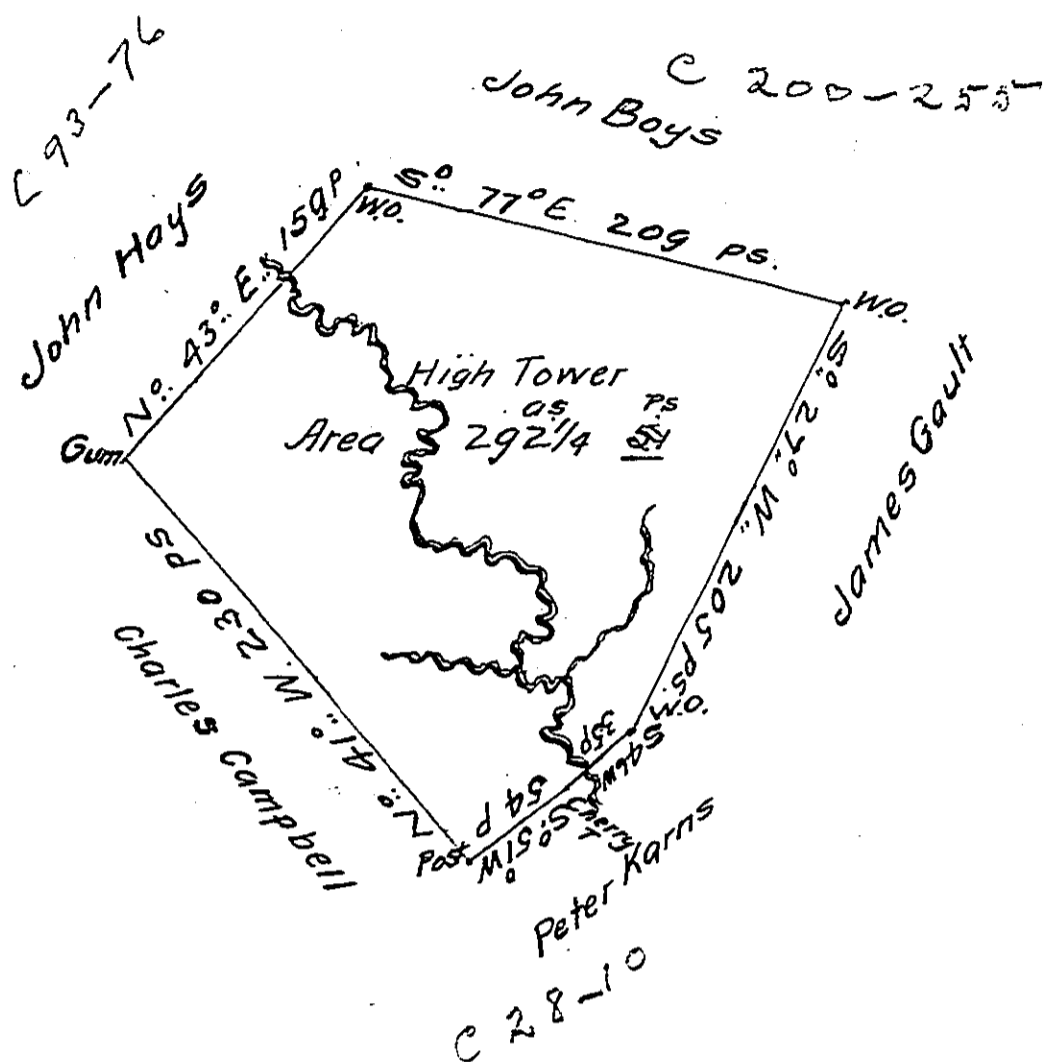 C 93-76
C 200-255
John Boys
John Hays
N°. 43° E. 159 P.
W.O.
S° 77° E. 209 ps.
W.O.
High Tower
as ps
Area 292 1/4
Gum
S° 27° W. 205 ps.
James Gault
N° 41° W. 230 ps
Charles Campbell
W.O.
35p
S46W
Cherry
54 P
S° 51° W
Post
Peter Karns
C 28-10